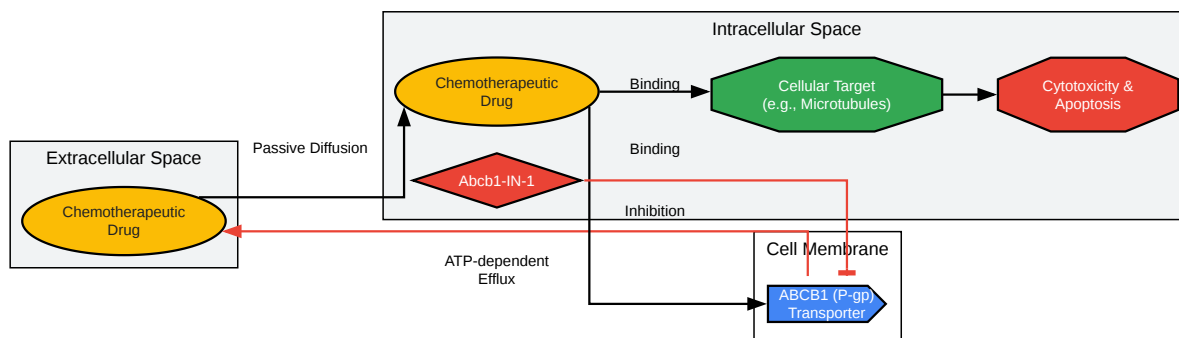 Intracellular Space
Chemotherapeutic
Drug
Binding
Cellular Target
(e.g., Microtubules)
Cytotoxicity &
Apoptosis
Extracellular Space
Passive Diffusion
Binding
Abcb1-IN-1
Chemotherapeutic
Drug
Inhibition
Cell Membrane
ATP-dependent
Efflux
ABCB1 (P-gp)
Transporter